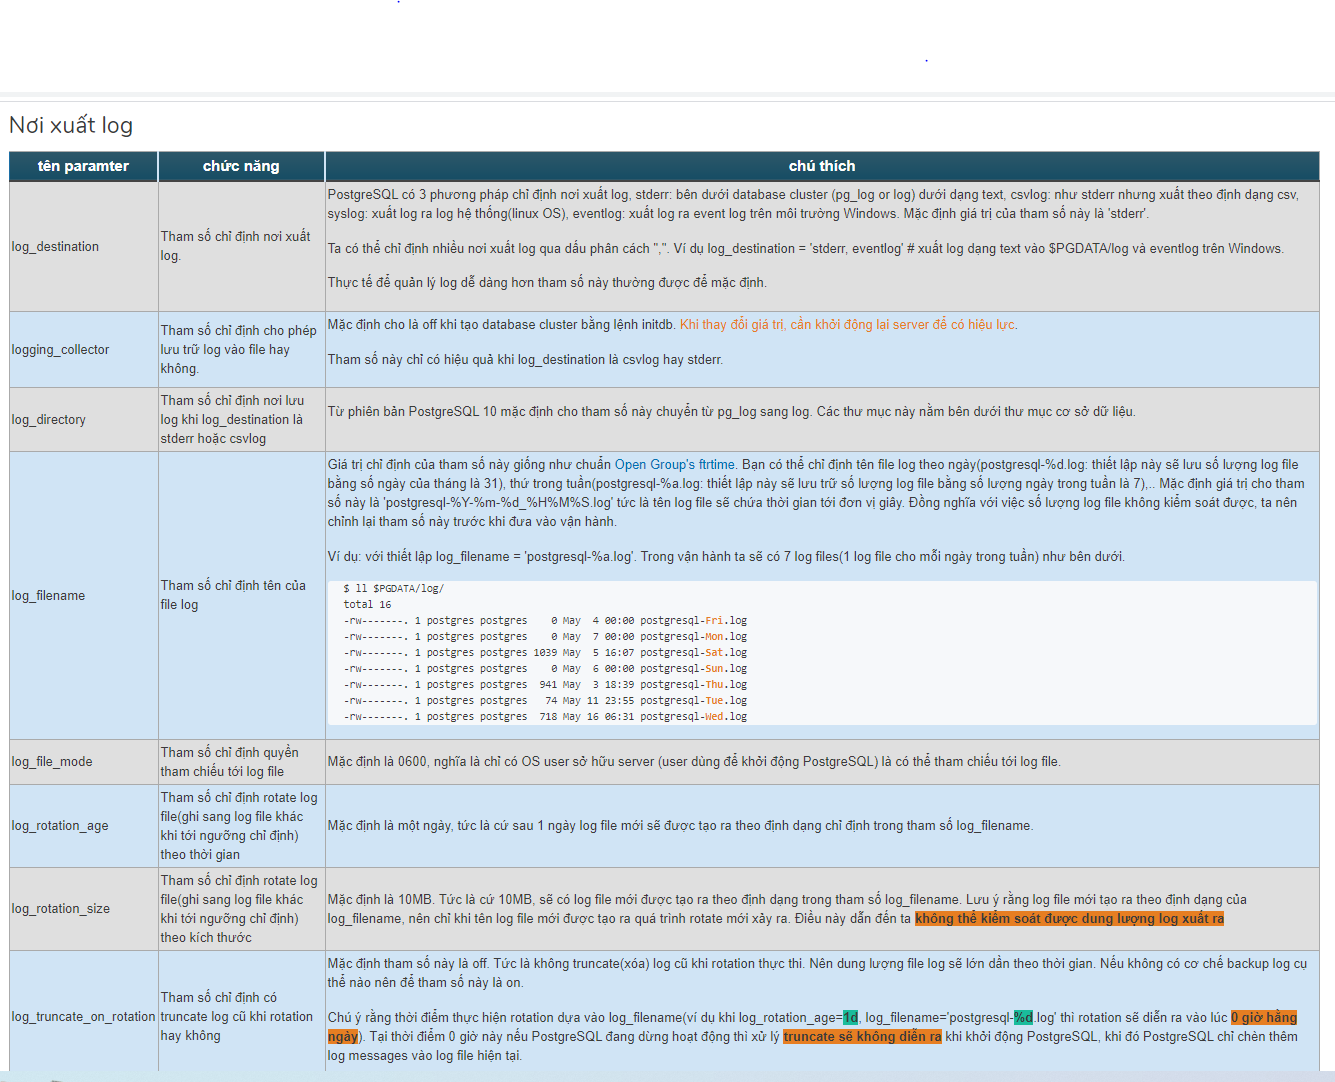 Nơi xuất log
tên paramter
chức năng
chú thích
log_destination
Tham số chỉ định nơi xuất
log.
PostgreSQL có 3 phương pháp chỉ định nơi xuất log, stderr: bên dưới database cluster (pg_log or log) dưới dạng text, csvlog: như stderr nhưng xuất theo định dạng csv,
syslog: xuất log ra log hệ thống(linux OS), eventlog: xuất log ra event log trên môi trường Windows. Mặc định giá trị của tham số này là 'stderr'.
Ta có thể chỉ định nhiều nơi xuất log qua dấu phân cách ",". Ví dụ log_destination = 'stderr, eventlog' # xuất log dạng text vào $PGDATA/log và eventlog trên Windows.
Thực tế để quản lý log dễ dàng hơn tham số này thường được để mặc định.
logging_collector
Tham số chỉ định cho phép
lưu trữ log vào file hay
không.
Mặc định cho là off khi tạo database cluster bằng lệnh initdb. Khi thay đổi giá trị, cần khởi động lại server để có hiệu lực.
Tham số này chỉ có hiệu quả khi log_destination là csvlog hay stderr.
log_directory
Tham số chỉ định nơi lưu
log khi log_destination là
stderr hoặc csvlog
Từ phiên bản PostgreSQL 10 mặc định cho tham số này chuyển từ pg_log sang log. Các thư mục này nằm bên dưới thư mục cơ sở dữ liệu.
log_filename
Tham số chỉ định tên của
file log
Giá trị chỉ định của tham số này giống như chuẩn Open Group's ftrtime. Bạn có thể chỉ định tên file log theo ngày(postgresql-%d.log: thiết lập này sẽ lưu số lượng log file
bằng số ngày của tháng là 31), thứ trong tuần(postgresql-%a.log: thiết lập này sẽ lưu trữ số lượng log file bằng số lượng ngày trong tuần là 7),.. Mặc định giá trị cho tham
số này là 'postgresql-%Y-%m-%d_%H%M%S.log' tức là tên log file sẽ chứa thời gian tới đơn vị giây. Đồng nghĩa với việc số lượng log file không kiểm soát được, ta nên
chỉnh lại tham số này trước khi đưa vào vận hành.
Ví dụ: với thiết lập log_filename = 'postgresql-%a.log'. Trong vận hành ta sẽ có 7 log files(1 log file cho mỗi ngày trong tuần) như bên dưới.
$ ll $PGDATA/log/
total 16
-rw-------. 1 postgres postgres    0 May  4 00:00 postgresql-Fri.log
-rw-------. 1 postgres postgres    0 May  7 00:00 postgresql-Mon.log
-rw-------. 1 postgres postgres 1039 May  5 16:07 postgresql-Sat.log
-rw-------. 1 postgres postgres    0 May  6 00:00 postgresql-Sun.log
-rw-------. 1 postgres postgres  941 May  3 18:39 postgresql-Thu.log
-rw-------. 1 postgres postgres   74 May 11 23:55 postgresql-Tue.log
-rw-------. 1 postgres postgres  718 May 16 06:31 postgresql-Wed.log
log_file_mode
Tham số chỉ định quyền
tham chiếu tới log file
Mặc định là 0600, nghĩa là chỉ có OS user sở hữu server (user dùng để khởi động PostgreSQL) là có thể tham chiếu tới log file.
log_rotation_age
Tham số chỉ định rotate log
file(ghi sang log file khác
khi tới ngưỡng chỉ định)
theo thời gian
Mặc định là một ngày, tức là cứ sau 1 ngày log file mới sẽ được tạo ra theo định dạng chỉ định trong tham số log_filename.
log_rotation_size
Tham số chỉ định rotate log
file(ghi sang log file khác
khi tới ngưỡng chỉ định)
theo kích thước
Mặc định là 10MB. Tức là cứ 10MB, sẽ có log file mới được tạo ra theo định dạng trong tham số log_filename. Lưu ý rằng log file mới tạo ra theo định dạng của
log_filename, nên chỉ khi tên log file mới được tạo ra quá trình rotate mới xảy ra. Điều này dẫn đến ta không thể kiểm soát được dung lượng log xuất ra
log_truncate_on_rotation
Tham số chỉ định có
truncate log cũ khi rotation
hay không
Mặc định tham số này là off. Tức là không truncate(xóa) log cũ khi rotation thực thi. Nên dung lượng file log sẽ lớn dần theo thời gian. Nếu không có cơ chế backup log cụ
thể nào nên để tham số này là on.
Chú ý rằng thời điểm thực hiện rotation dựa vào log_filename(ví dụ khi log_rotation_age=1d, log_filename='postgresql-%d.log' thì rotation sẽ diễn ra vào lúc 0 giờ hằng
ngày). Tại thời điểm 0 giờ này nếu PostgreSQL đang dừng hoạt động thì xử lý truncate sẽ không diễn ra khi khởi động PostgreSQL, khi đó PostgreSQL chỉ chèn thêm
log messages vào log file hiện tại.